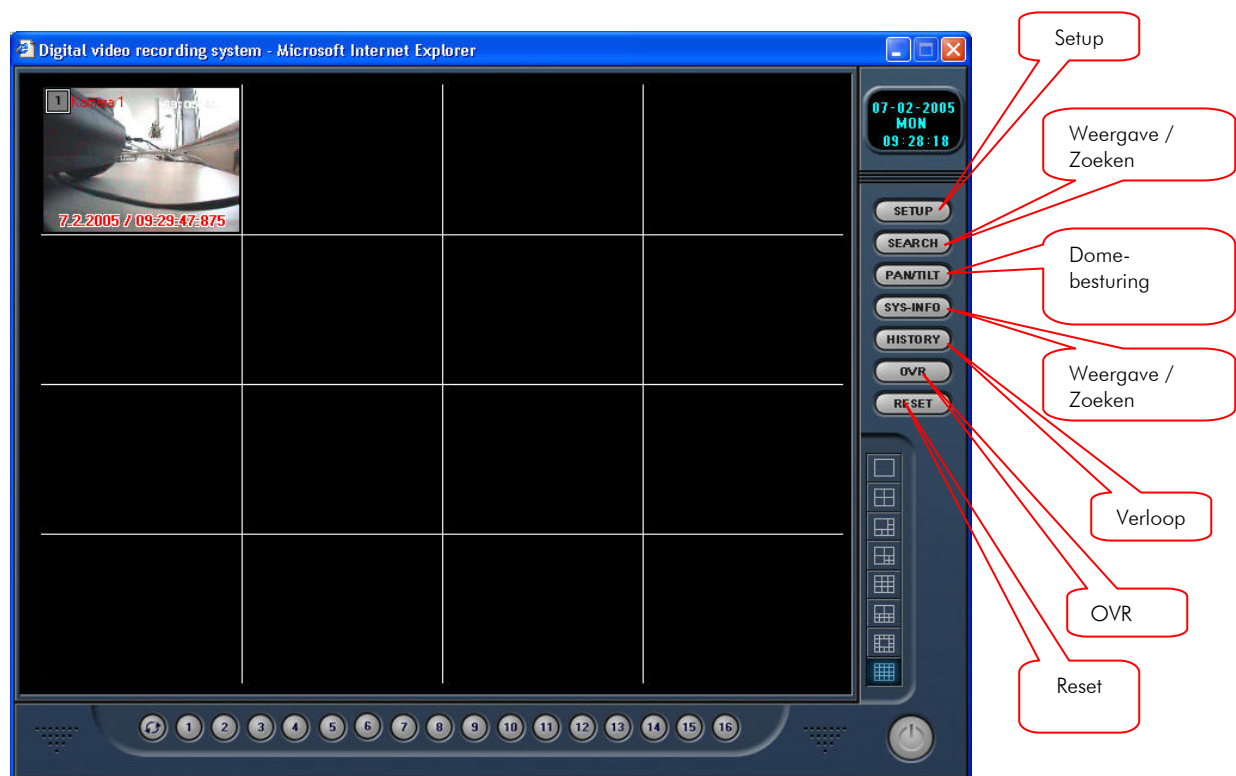 Digital video recording system - Microsoft Internet Explorer
1
Kamera 1
7.2.2005 / 09:29:47:875
07-02-2005
MON
09:28:18
SETUP
SEARCH
PAN/TILT
SYS-INFO
HISTORY
OVR
RESET
Setup
Weergave /
Zoeken
Dome-
besturing
Weergave /
Zoeken
Verloop
OVR
Reset
1 2 3 4 5 6 7 8 9 10 11 12 13 14 15 16